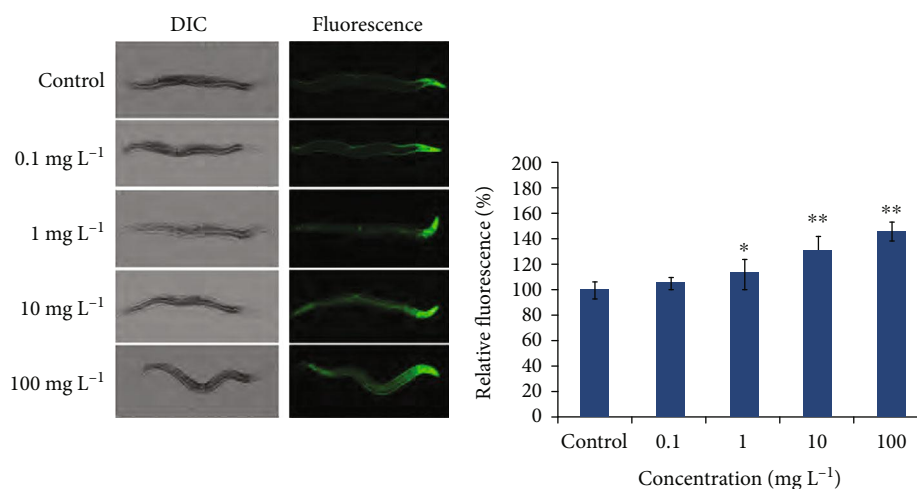 DIC
Fluorescence
Control
0.1 mg L⁻¹
1 mg L⁻¹
10 mg L⁻¹
100 mg L⁻¹
Relative fluorescence (%)
200
180
160
140
120
100
80
60
40
20
0
*
**
**
Control 0.1 1 10 100
Concentration (mg L⁻¹)